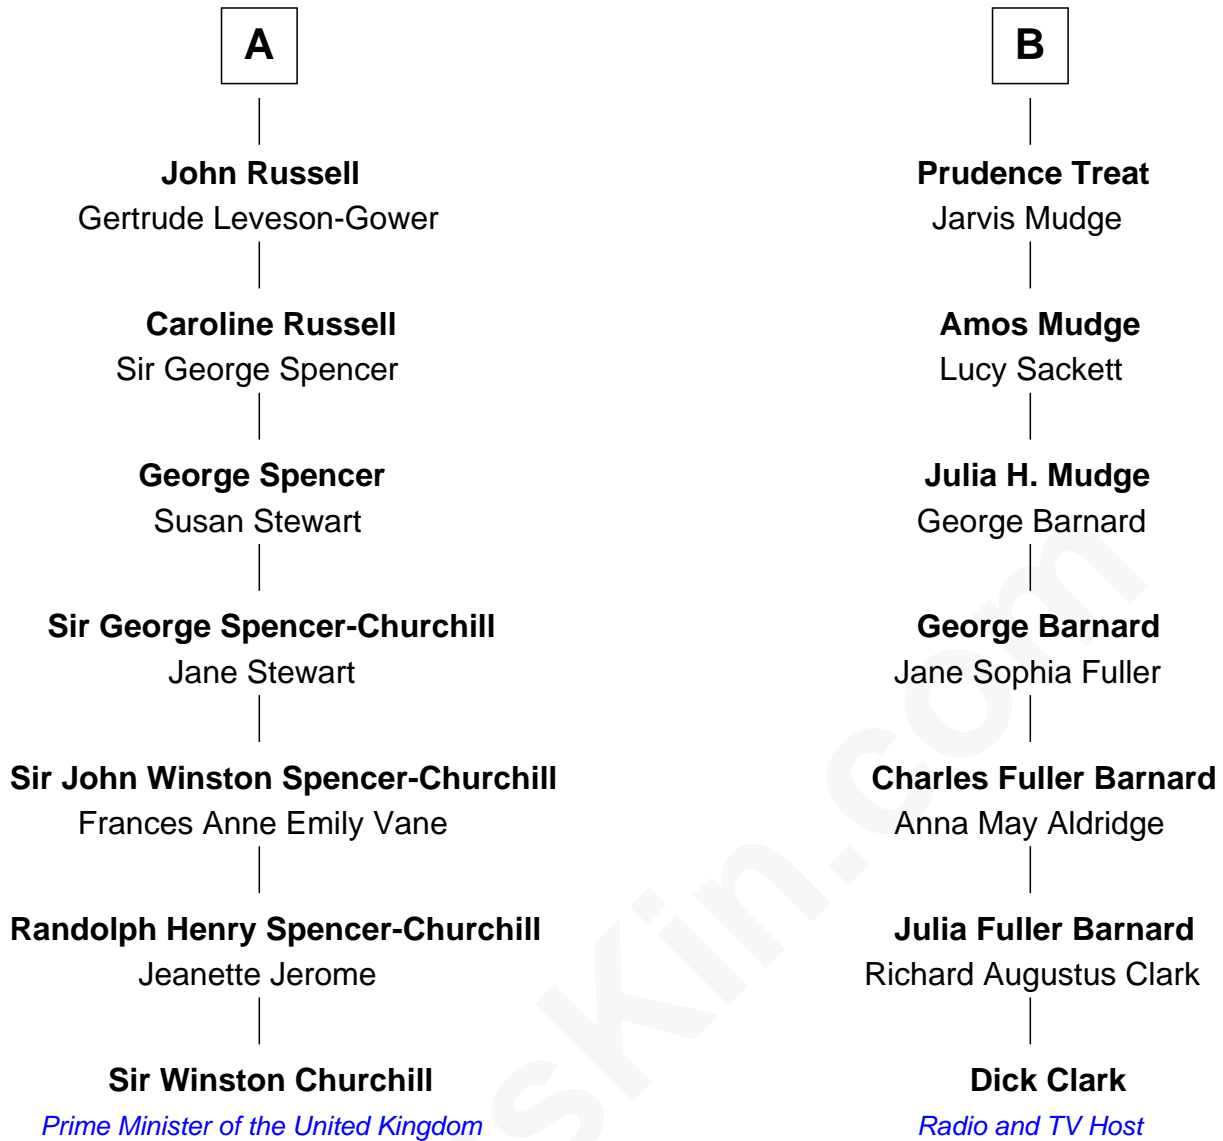 A
John Russell
Gertrude Leveson-Gower
Caroline Russell
Sir George Spencer
George Spencer
Susan Stewart
Sir George Spencer-Churchill
Jane Stewart
Sir John Winston Spencer-Churchill
Frances Anne Emily Vane
Randolph Henry Spencer-Churchill
Jeanette Jerome
Sir Winston Churchill
Prime Minister of the United Kingdom
B
Prudence Treat
Jarvis Mudge
Amos Mudge
Lucy Sackett
Julia H. Mudge
George Barnard
George Barnard
Jane Sophia Fuller
Charles Fuller Barnard
Anna May Aldridge
Julia Fuller Barnard
Richard Augustus Clark
Dick Clark
Radio and TV Host
sKin.com